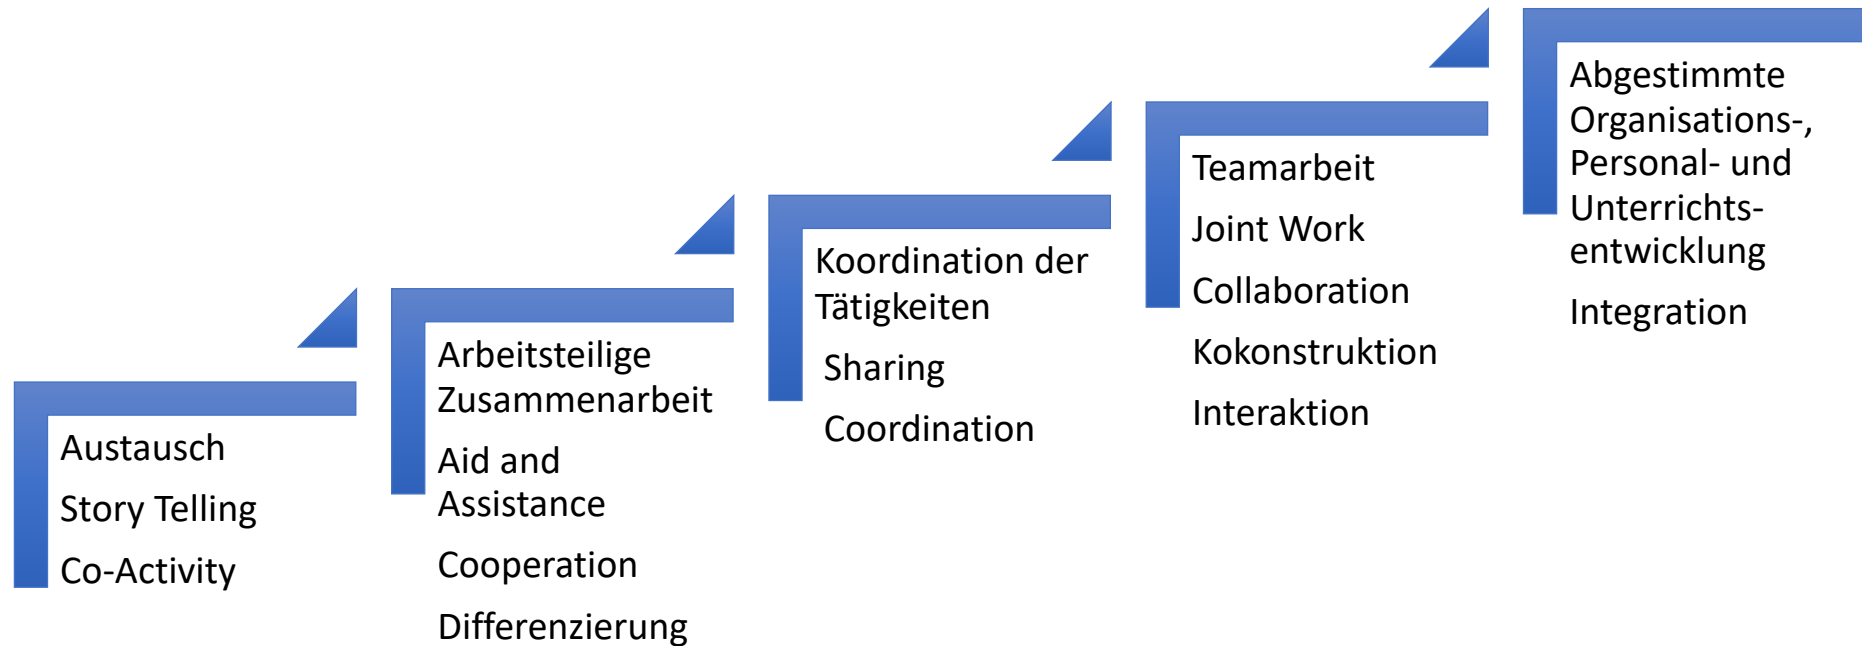 Austausch
Story Telling
Co-Activity
Arbeitsteilige
Zusammenarbeit
Aid and
Assistance
Cooperation
Differenzierung
Koordination der
Tätigkeiten
Sharing
Coordination
Teamarbeit
Joint Work
Collaboration
Kokonstruktion
Interaktion
Abgestimmte
Organisations-,
Personal- und
Unterrichts-
entwicklung
Integration